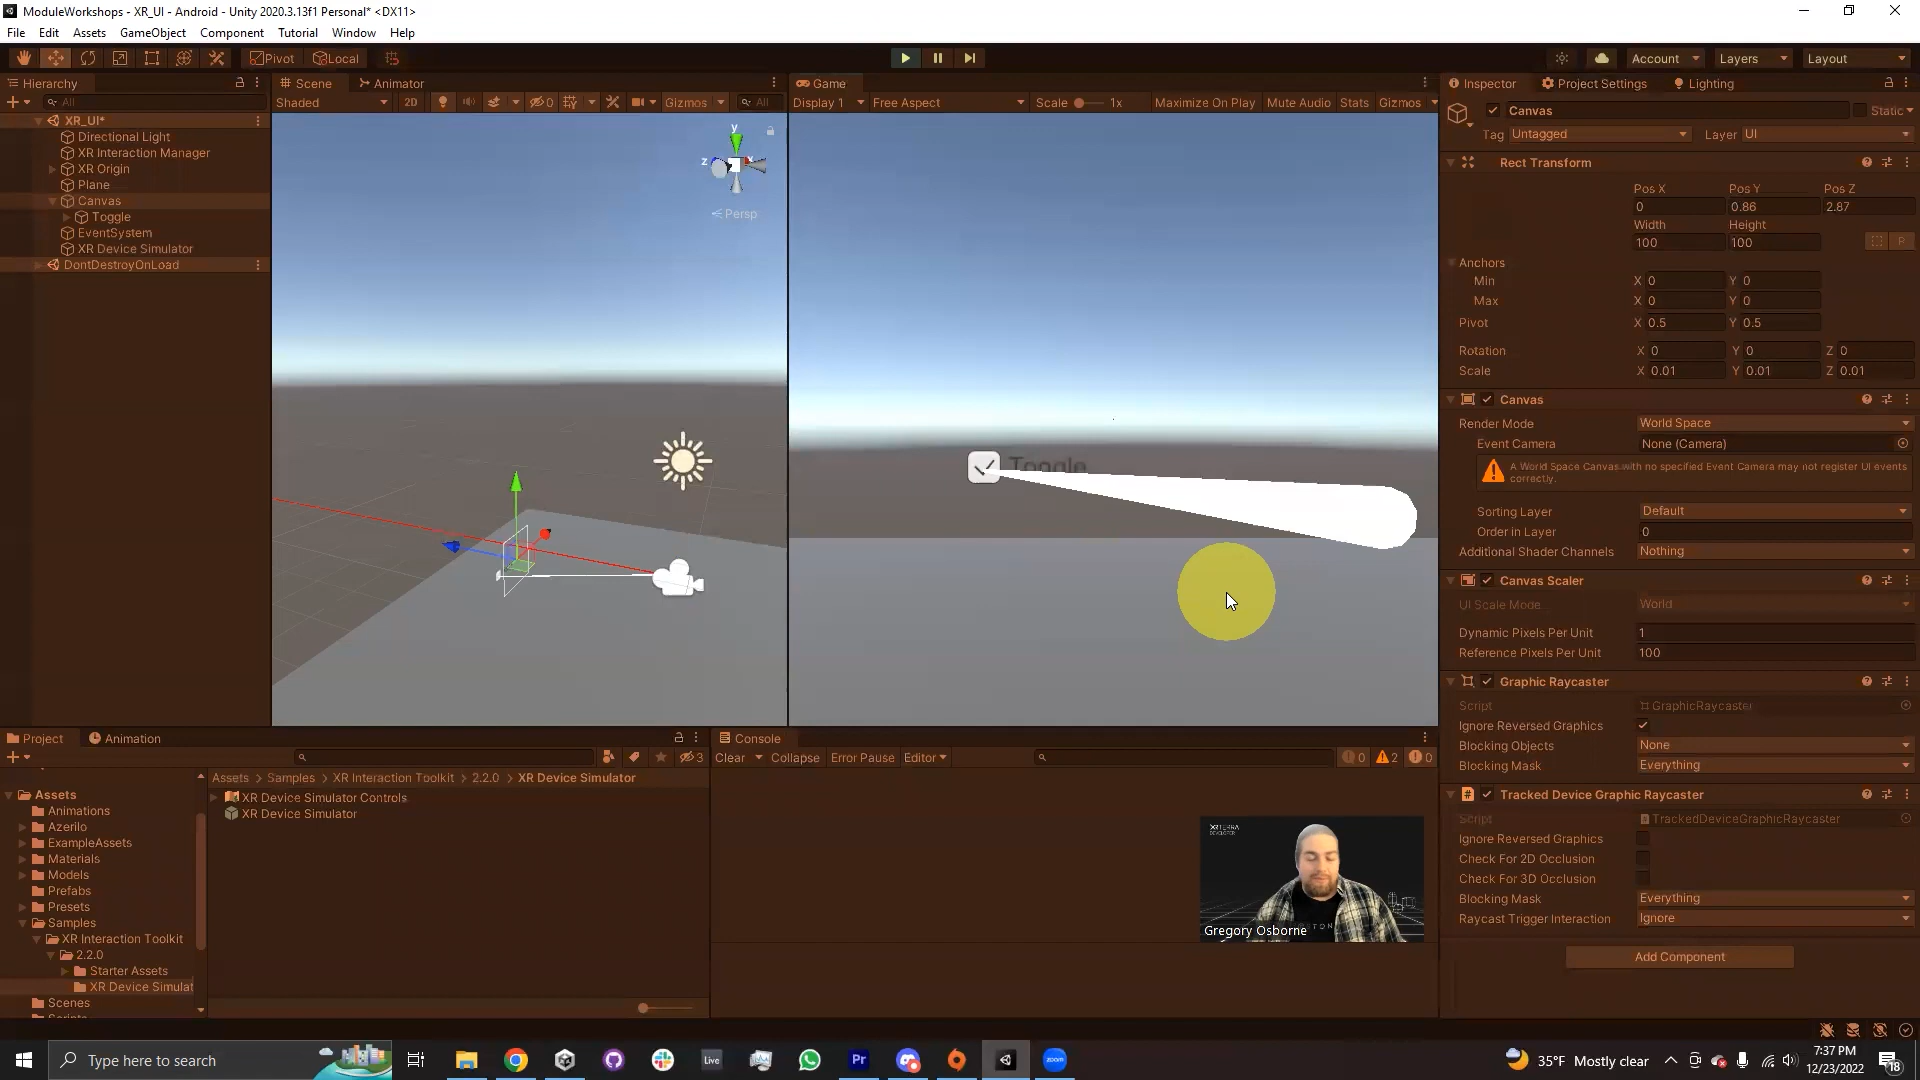 ModuleWorkshops - XR_UI - Android - Unity 2020.3.13f1 Personal* <DX11>
File Edit Assets GameObject Component Tutorial Window Help
Pivot Local Account Layers Layout
Hierarchy
All
XR_UI*
Directional Light
XR Interaction Manager
XR Origin
Plane
Canvas
Toggle
EventSystem
XR Device Simulator
DontDestroyOnLoad
Scene Animator
Shaded 2D 0 Gizmos All
y
z x
Persp
Game
Display 1 Free Aspect Scale 1x Maximize On Play Mute Audio Stats Gizmos
Toggle
Inspector Project Settings Lighting
Canvas Static
Tag Untagged Layer UI
Rect Transform
Pos X Pos Y Pos Z
0 0.86 2.87
Width Height
100 100 R
Anchors
Min X 0 Y 0
Max X 0 Y 0
Pivot X 0.5 Y 0.5
Rotation X 0 Y 0 Z 0
Scale X 0.01 Y 0.01 Z 0.01
Canvas
Render Mode World Space
Event Camera None (Camera)
A World Space Canvas with no specified Event Camera may not register UI events
correctly.
Sorting Layer Default
Order in Layer 0
Additional Shader Channels Nothing
Canvas Scaler
UI Scale Mode World
Dynamic Pixels Per Unit 1
Reference Pixels Per Unit 100
Graphic Raycaster
Script GraphicRaycaster
Ignore Reversed Graphics
Blocking Objects None
Blocking Mask Everything
Tracked Device Graphic Raycaster
Script TrackedDeviceGraphicRaycaster
Ignore Reversed Graphics
Check For 2D Occlusion
Check For 3D Occlusion
Blocking Mask Everything
Raycast Trigger Interaction Ignore
Add Component
Project Animation
3
Assets > Samples > XR Interaction Toolkit > 2.2.0 > XR Device Simulator
XR Device Simulator Controls
XR Device Simulator
Assets
Animations
Azerilo
ExampleAssets
Materials
Models
Prefabs
Presets
Samples
XR Interaction Toolkit
2.2.0
Starter Assets
XR Device Simulat
Scenes
Console
Clear Collapse Error Pause Editor 0 2 0
XRTERRA
DEVELOPER
Gregory Osborne
Type here to search
Live
Pr
zoom
35°F Mostly clear
7:37 PM
12/23/2022
18